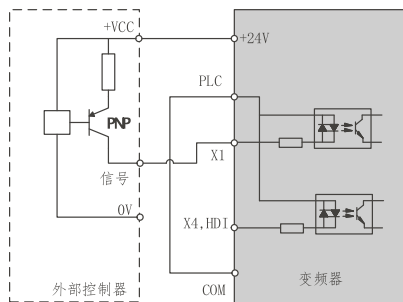 +VCC
+24V
PLC
PNP
X1
信号
0V
X4,HDI
COM
外部控制器
变频器